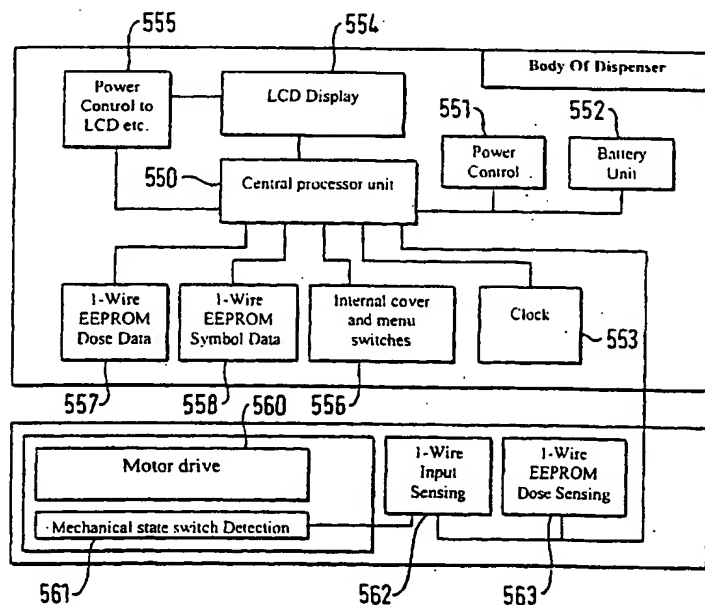 555
554
Body Of Dispenser
Power
Control to
LCD etc.
LCD Display
551
552
550
Central processor unit
Power
Control
Battery
Unit
1-Wire
EEPROM
Dose Data
1-Wire
EEPROM
Symbol Data
Internal cover
and menu
switches
Clock
553
557
558
560
556
Motor drive
1-Wire
Input
Sensing
1-Wire
EEPROM
Dose Sensing
Mechanical state switch Detection
561
562
563